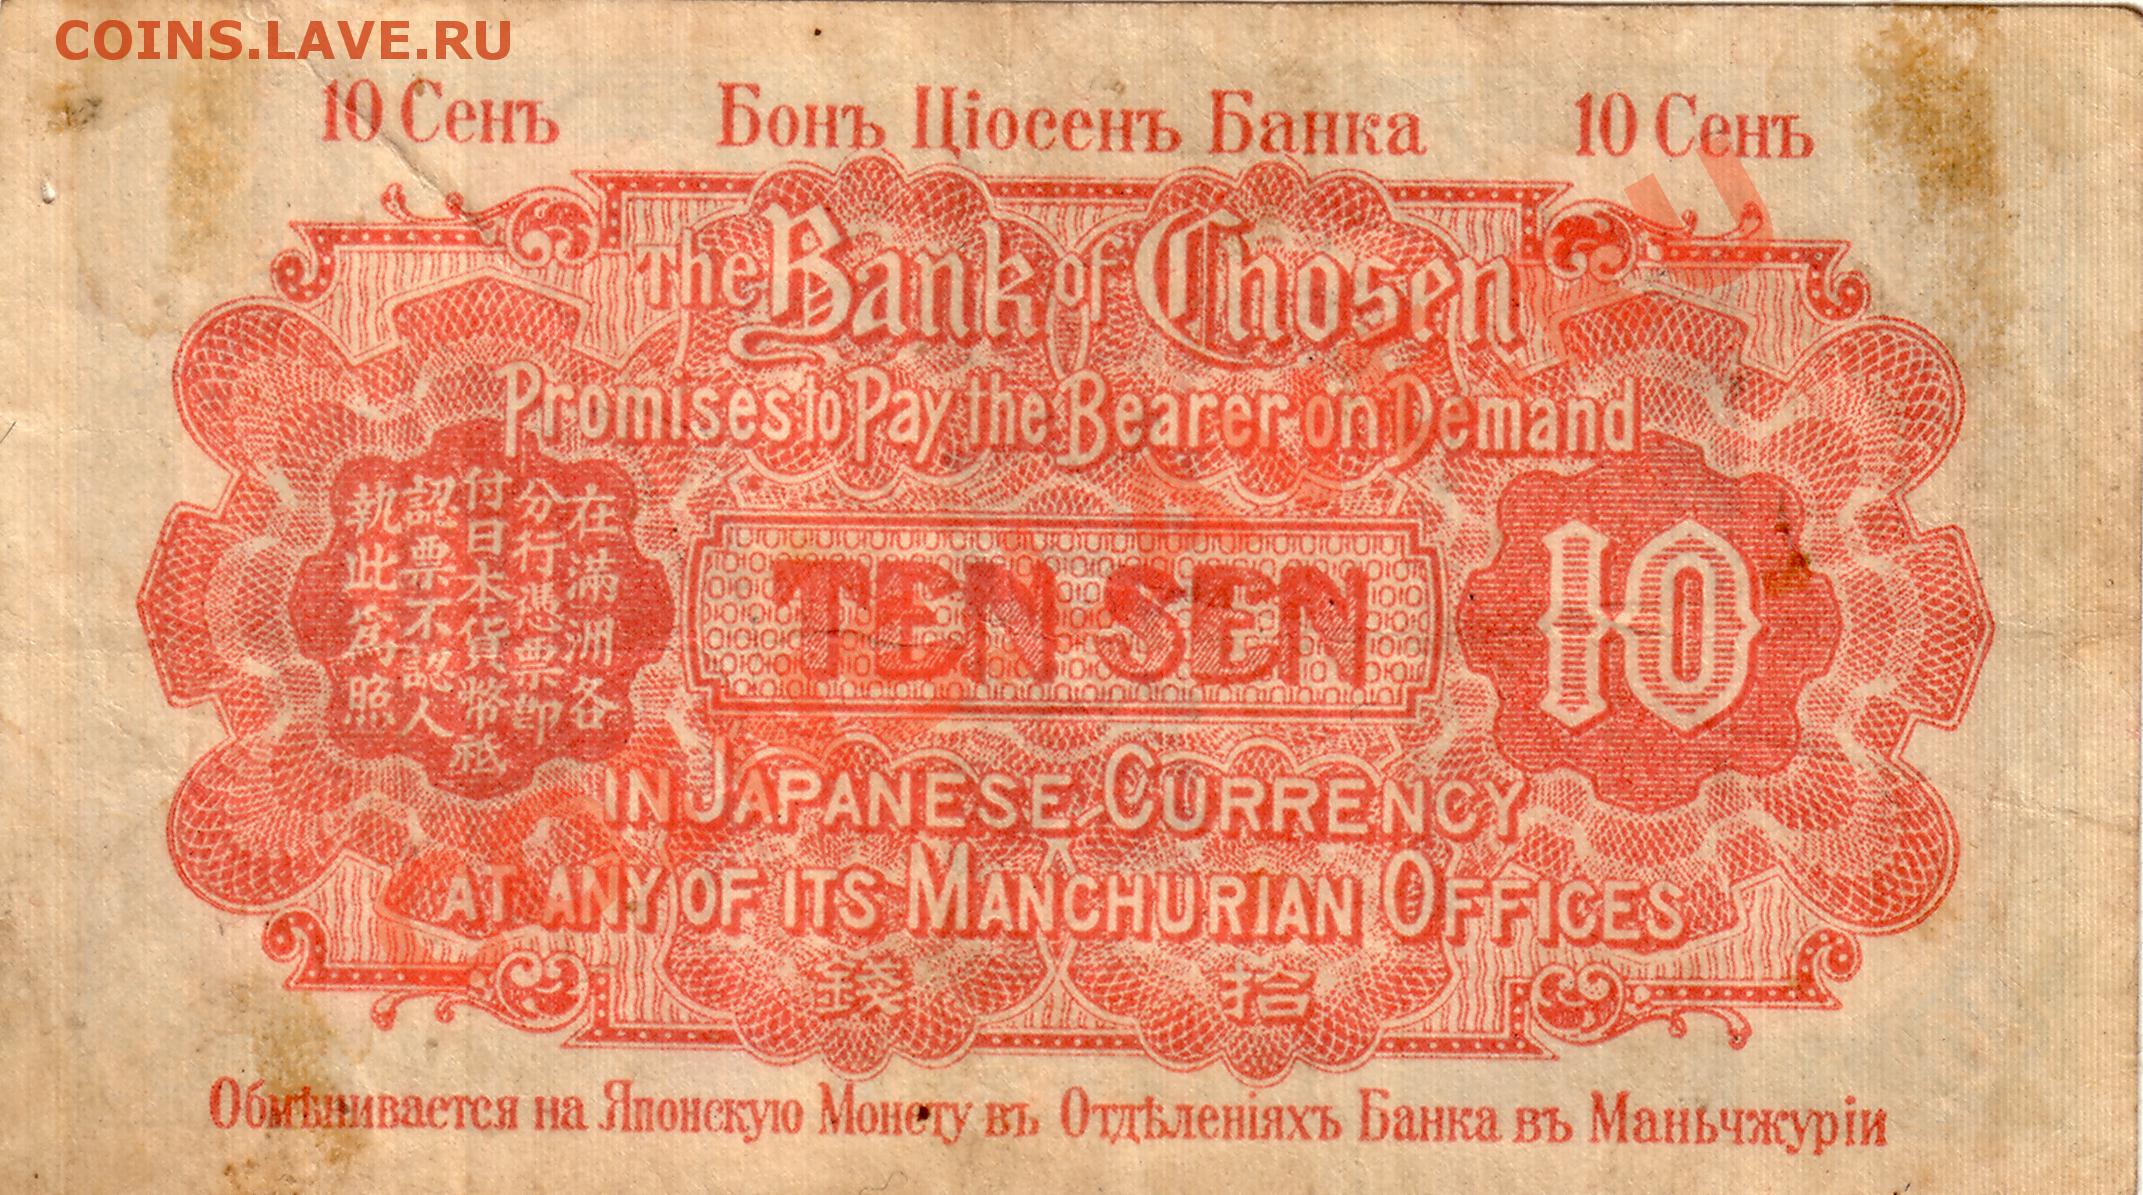 COINS.LAVE.RU
10 Сенъ Бонъ Ціосенъ Банка 10 Сенъ
The Bank of Chosen
Promises to Pay the Bearer on Demand
在滿洲各
分行憑票卽
付日本貨幣祇
認票不認人
執此爲照
TEN SEN
10
IN JAPANESE CURRENCY
AT ANY OF ITS MANCHURIAN OFFICES
拾錢
Обмѣнивается на Японскую Монету въ Отдѣленіяхъ Банка въ Маньчжуріи